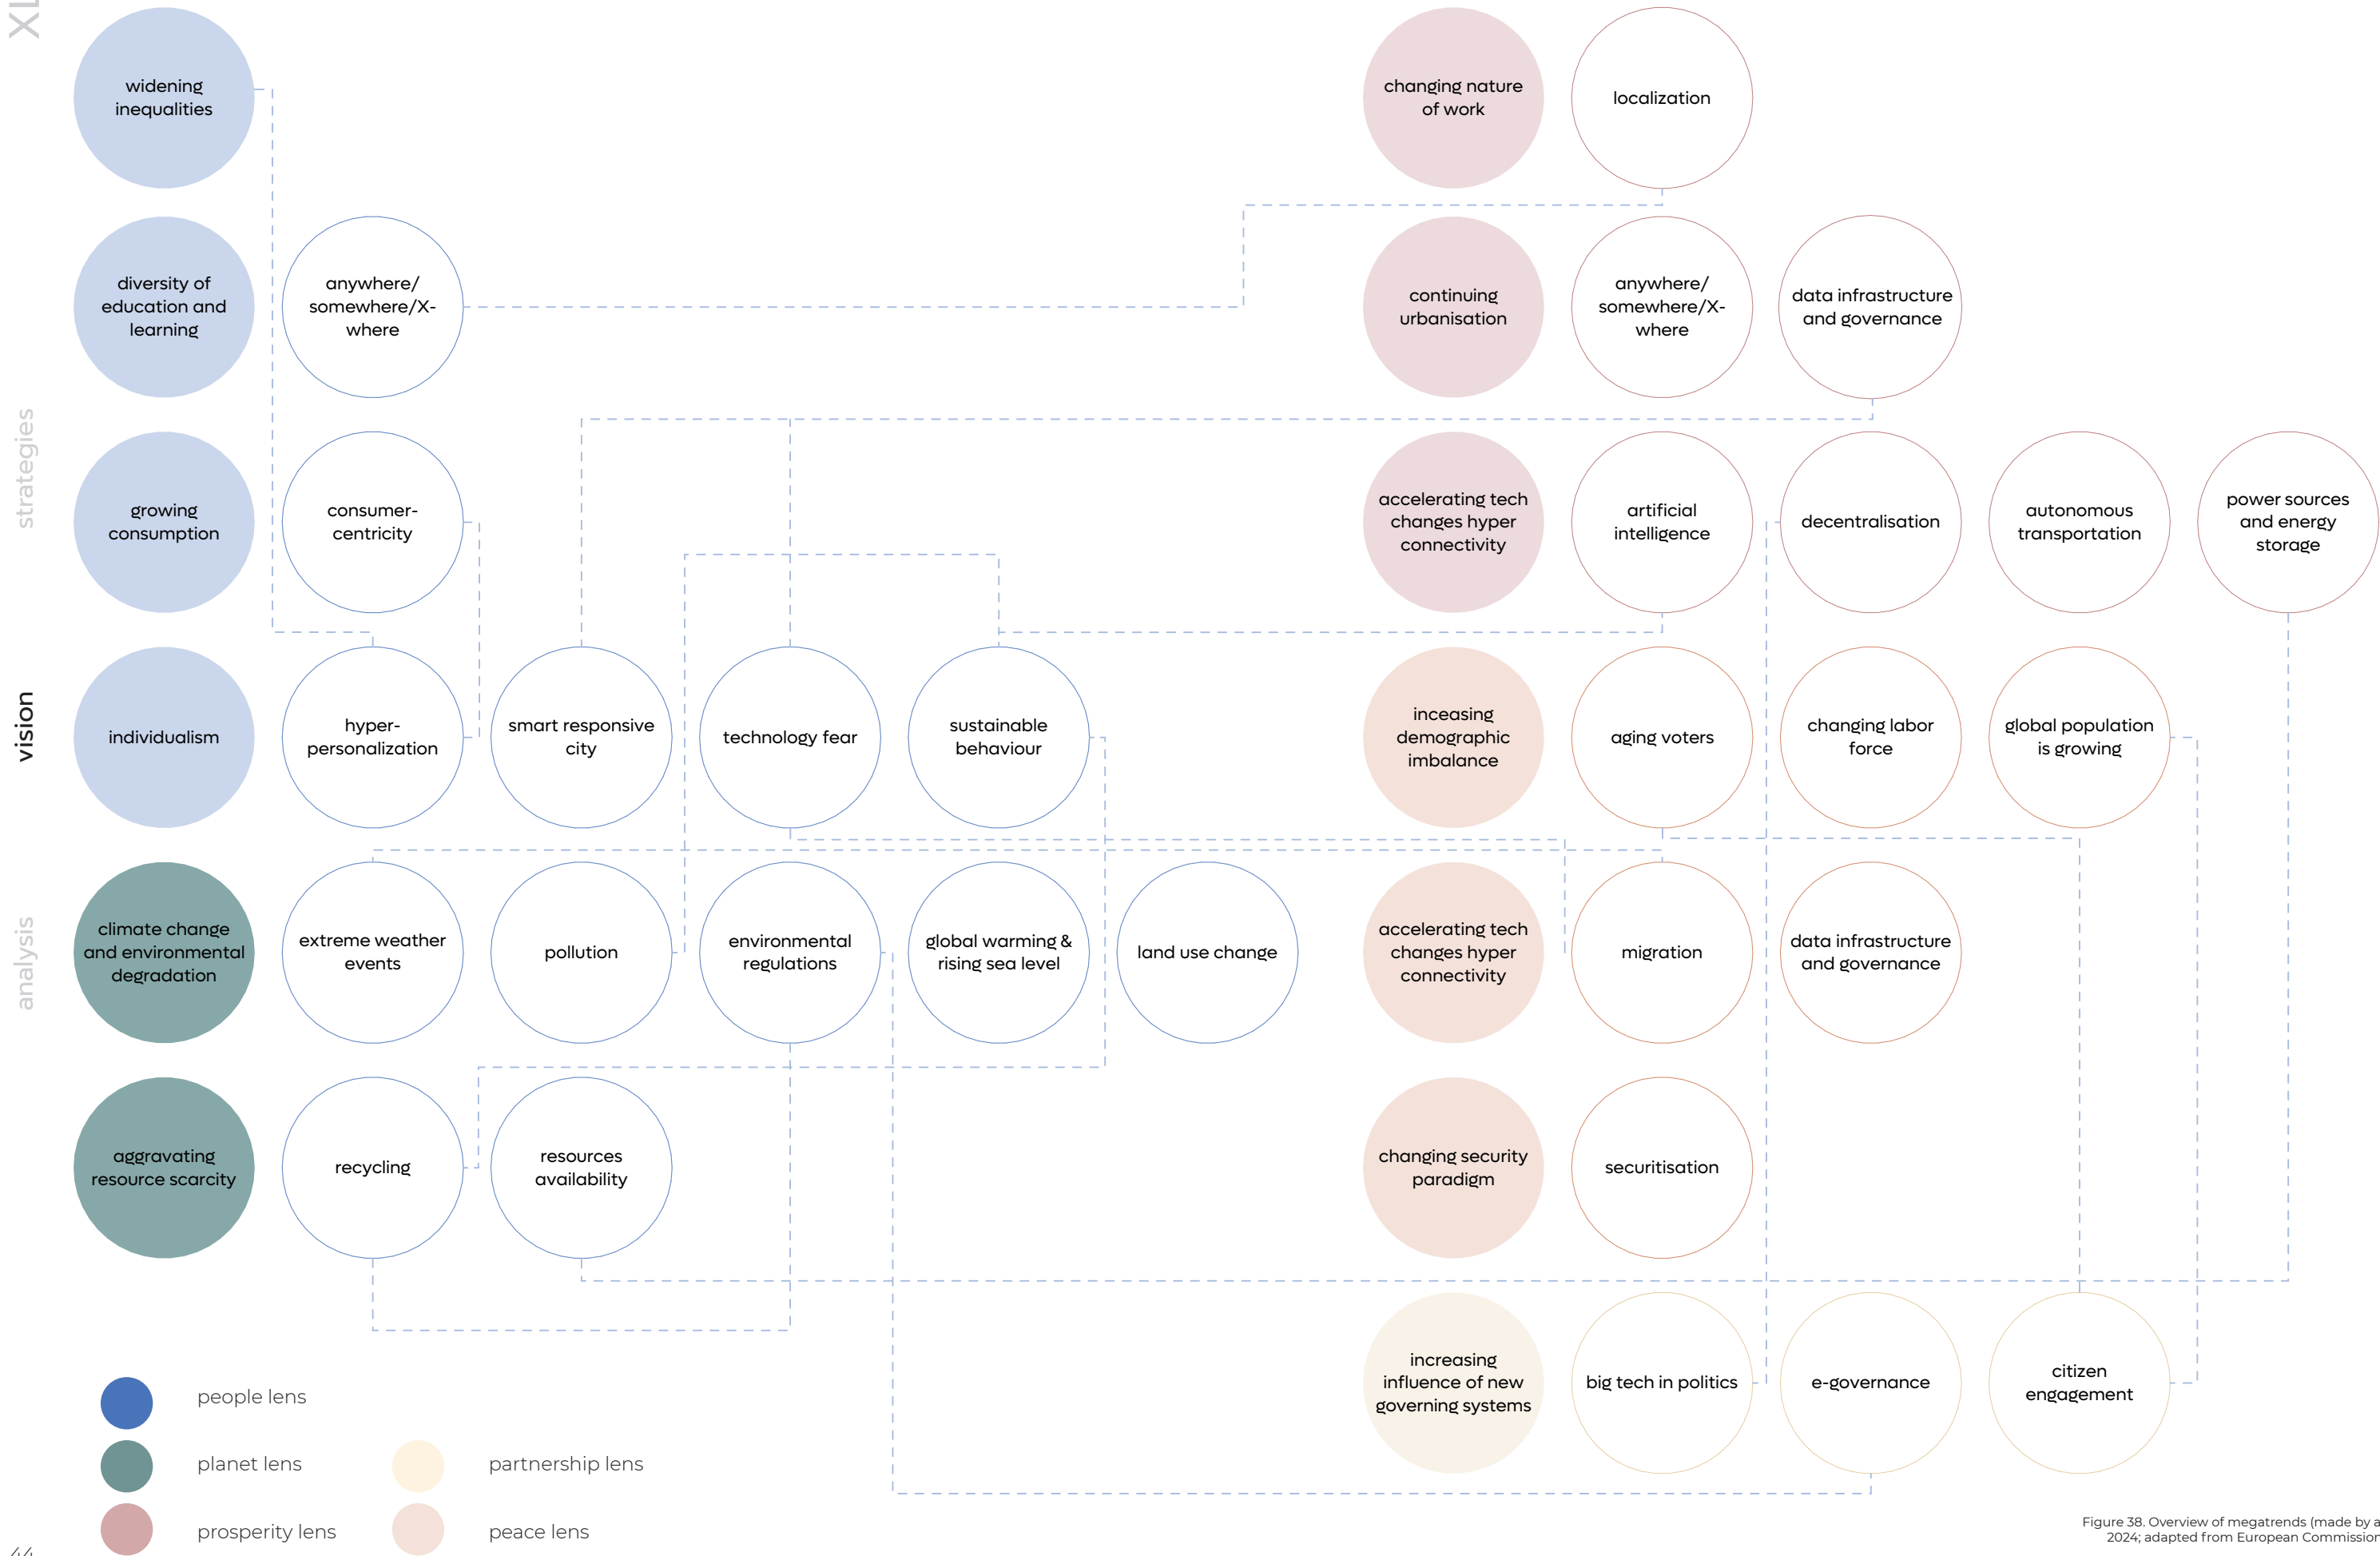 XL
strategies
vision
analysis
widening
inequalities
changing nature
of work
localization
diversity of
education and
learning
anywhere/
somewhere/X-
where
continuing
urbanisation
anywhere/
somewhere/X-
where
data infrastructure
and governance
growing
consumption
consumer-
centricity
accelerating tech
changes hyper
connectivity
artificial
intelligence
decentralisation
autonomous
transportation
power sources
and energy
storage
individualism
hyper-
personalization
smart responsive
city
technology fear
sustainable
behaviour
inceasing
demographic
imbalance
aging voters
changing labor
force
global population
is growing
climate change
and environmental
degradation
extreme weather
events
pollution
environmental
regulations
global warming &
rising sea level
land use change
accelerating tech
changes hyper
connectivity
migration
data infrastructure
and governance
aggravating
resource scarcity
recycling
resources
availability
changing security
paradigm
securitisation
increasing
influence of new
governing systems
big tech in politics
e-governance
citizen
engagement
people lens
planet lens
partnership lens
prosperity lens
peace lens
Figure 38. Overview of megatrends (made by a
2024; adapted from European Commission
44